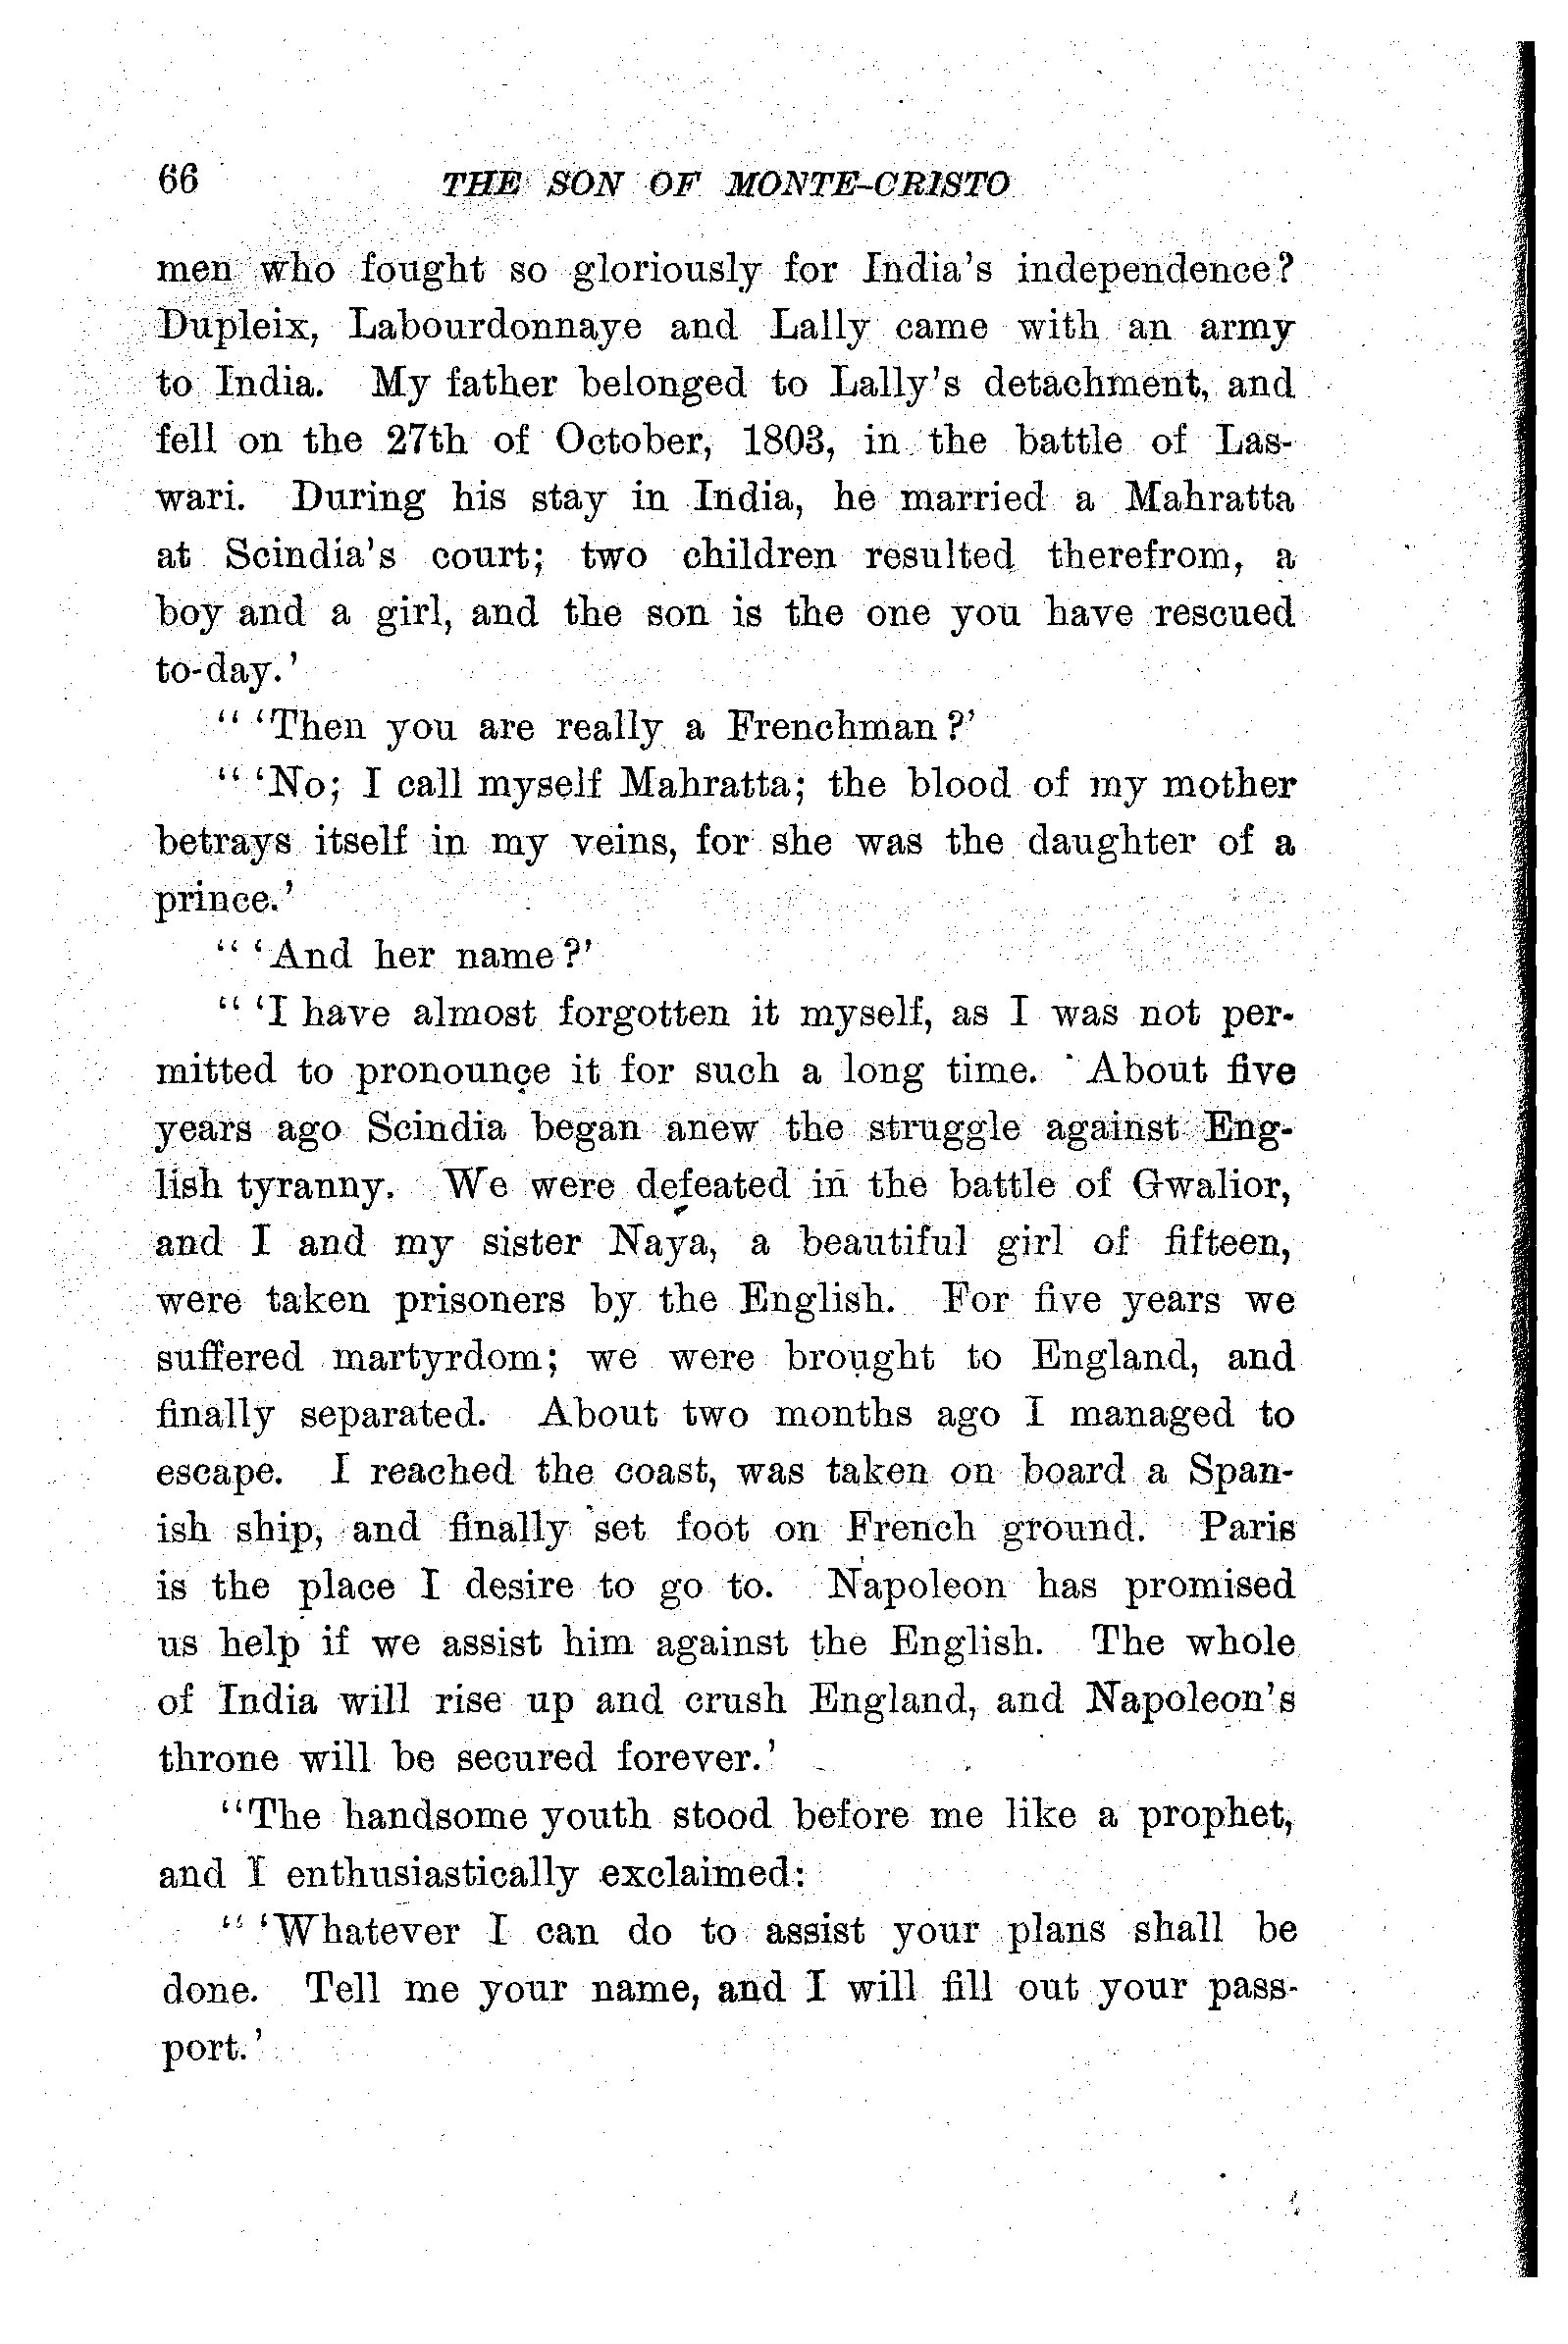 66 THE SON OF MONTE-CRISTO
men who fought so gloriously for India's independence?
Dupleix, Labourdonnaye and Lally came with an army
to India. My father belonged to Lally's detachment, and
fell on the 27th of October, 1803, in the battle of Las-
wari. During his stay in India, he married a Mahratta
at Scindia's court; two children resulted therefrom, a
boy and a girl, and the son is the one you have rescued
to-day.'
“ ‘Then you are really a Frenchman?’
“ ‘No; I call myself Mahratta; the blood of my mother
betrays itself in my veins, for she was the daughter of a
prince.’
“ ‘And her name?’
“ ‘I have almost forgotten it myself, as I was not per-
mitted to pronounce it for such a long time. About five
years ago Scindia began anew the struggle against Eng-
lish tyranny. We were defeated in the battle of Gwalior,
and I and my sister Naya, a beautiful girl of fifteen,
were taken prisoners by the English. For five years we
suffered martyrdom; we were brought to England, and
finally separated. About two months ago I managed to
escape. I reached the coast, was taken on board a Span-
ish ship, and finally set foot on French ground. Paris
is the place I desire to go to. Napoleon has promised
us help if we assist him against the English. The whole
of India will rise up and crush England, and Napoleon's
throne will be secured forever.’
“The handsome youth stood before me like a prophet,
and I enthusiastically exclaimed:
“ ‘Whatever I can do to assist your plans shall be
done. Tell me your name, and I will fill out your pass-
port.’